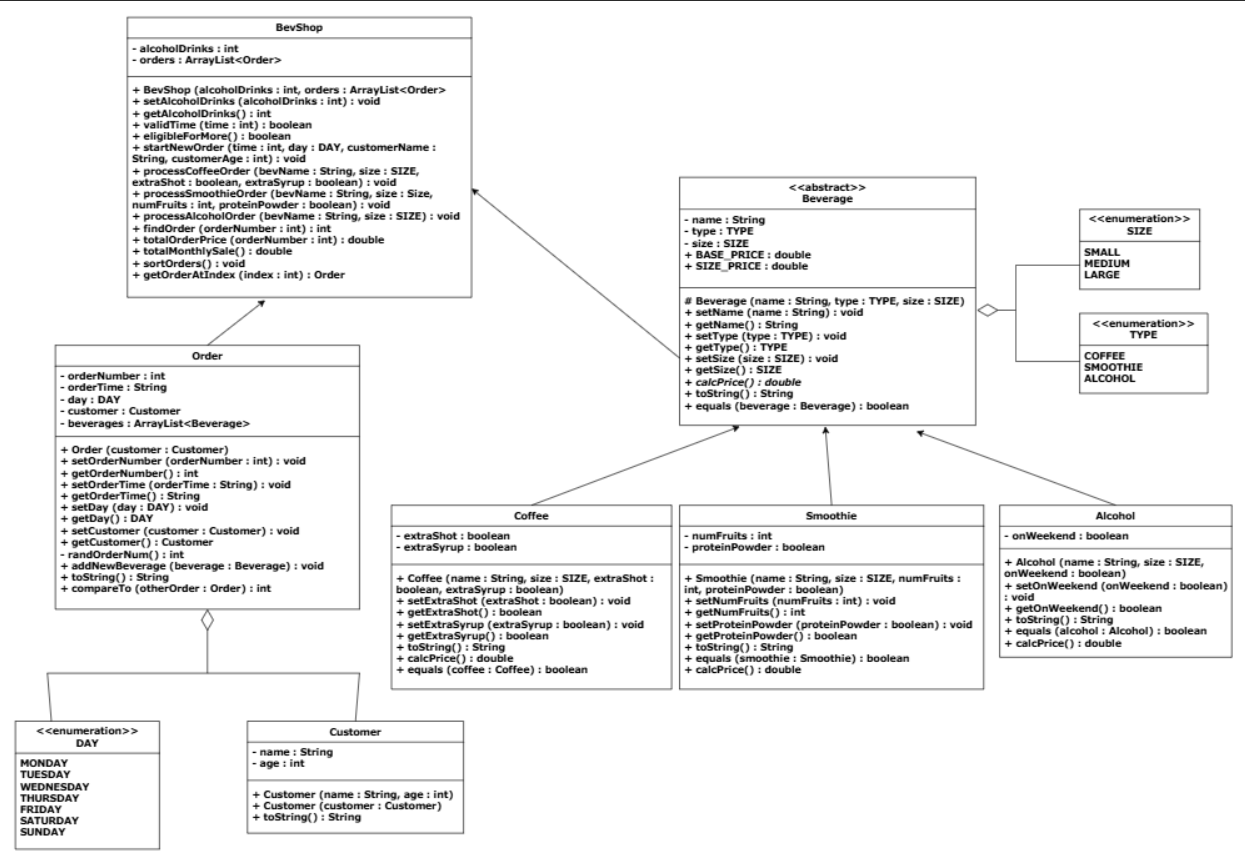 BevShop
- alcoholDrinks : int
- orders : ArrayList<Order>
+ BevShop (alcoholDrinks : int, orders : ArrayList<Order>
+ setAlcoholDrinks (alcoholDrinks : int) : void
+ getAlcoholDrinks() : int
+ validTime (time : int) : boolean
+ eligibleForMore() : boolean
+ startNewOrder (time : int, day : DAY, customerName :
String, customerAge : int) : void
+ processCoffeeOrder (bevName : String, size : SIZE,
extraShot : boolean, extraSyrup : boolean) : void
+ processSmoothieOrder (bevName : String, size : Size,
numFruits : int, proteinPowder : boolean) : void
+ processAlcoholOrder (bevName : String, size : SIZE) : void
+ findOrder (orderNumber : int) : int
+ totalOrderPrice (orderNumber : int) : double
+ totalMonthlySale() : double
+ sortOrders() : void
+ getOrderAtIndex (index : int) : Order
<<abstract>>
Beverage
- name : String
- type : TYPE
- size : SIZE
+ BASE_PRICE : double
+ SIZE_PRICE : double
# Beverage (name : String, type : TYPE, size : SIZE)
+ setName (name : String) : void
+ getName() : String
+ setType (type : TYPE) : void
+ getType() : TYPE
+ setSize (size : SIZE) : void
+ getSize() : SIZE
+ calcPrice() : double
+ toString() : String
+ equals (beverage : Beverage) : boolean
<<enumeration>>
SIZE
SMALL
MEDIUM
LARGE
<<enumeration>>
TYPE
COFFEE
SMOOTHIE
ALCOHOL
Order
- orderNumber : int
- orderTime : String
- day : DAY
- customer : Customer
- beverages : ArrayList<Beverage>
+ Order (customer : Customer)
+ setOrderNumber (orderNumber : int) : void
+ getOrderNumber() : int
+ setOrderTime (orderTime : String) : void
+ getOrderTime() : String
+ setDay (day : DAY) : void
+ getDay() : DAY
+ setCustomer (customer : Customer) : void
+ getCustomer() : Customer
- randOrderNum() : int
+ addNewBeverage (beverage : Beverage) : void
+ toString() : String
+ compareTo (otherOrder : Order) : int
Coffee
- extraShot : boolean
- extraSyrup : boolean
+ Coffee (name : String, size : SIZE, extraShot :
boolean, extraSyrup : boolean)
+ setExtraShot (extraShot : boolean) : void
+ getExtraShot() : boolean
+ setExtraSyrup (extraSyrup : boolean) : void
+ getExtraSyrup() : boolean
+ toString() : String
+ calcPrice() : double
+ equals (coffee : Coffee) : boolean
Smoothie
- numFruits : int
- proteinPowder : boolean
+ Smoothie (name : String, size : SIZE, numFruits :
int, proteinPowder : boolean)
+ setNumFruits (numFruits : int) : void
+ getNumFruits() : int
+ setProteinPowder (proteinPowder : boolean) : void
+ getProteinPowder() : boolean
+ toString() : String
+ equals (smoothie : Smoothie) : boolean
+ calcPrice() : double
Alcohol
- onWeekend : boolean
+ Alcohol (name : String, size : SIZE,
onWeekend : boolean)
+ setOnWeekend (onWeekend : boolean)
: void
+ getOnWeekend() : boolean
+ toString() : String
+ equals (alcohol : Alcohol) : boolean
+ calcPrice() : double
<<enumeration>>
DAY
MONDAY
TUESDAY
WEDNESDAY
THURSDAY
FRIDAY
SATURDAY
SUNDAY
Customer
- name : String
- age : int
+ Customer (name : String, age : int)
+ Customer (customer : Customer)
+ toString() : String